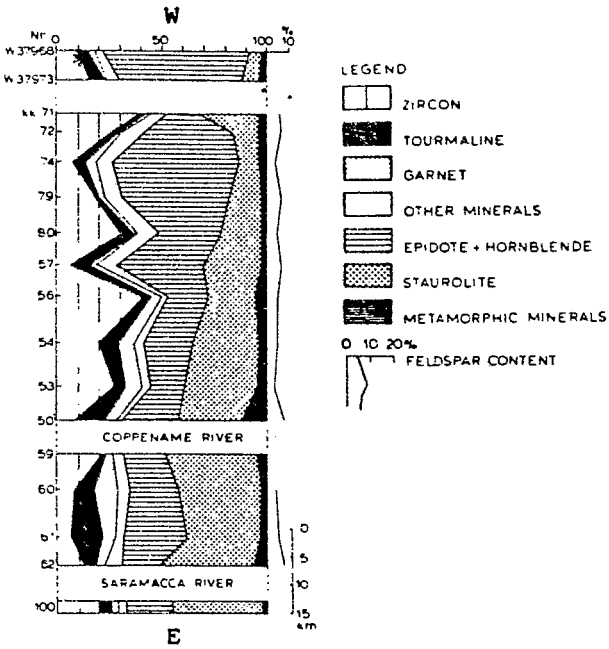 W
Nr 0 50 100 % 10
W 37968
W 37973
kk 71
72
74
79
80
57
56
54
53
50
COPPENAME RIVER
59
60
61
62
SARAMACCA RIVER
100
E
0
5
10
15
km
LEGEND
ZIRCON
TOURMALINE
GARNET
OTHER MINERALS
EPIDOTE + HORNBLENDE
STAUROLITE
METAMORPHIC MINERALS
0 10 20%
FELDSPAR CONTENT